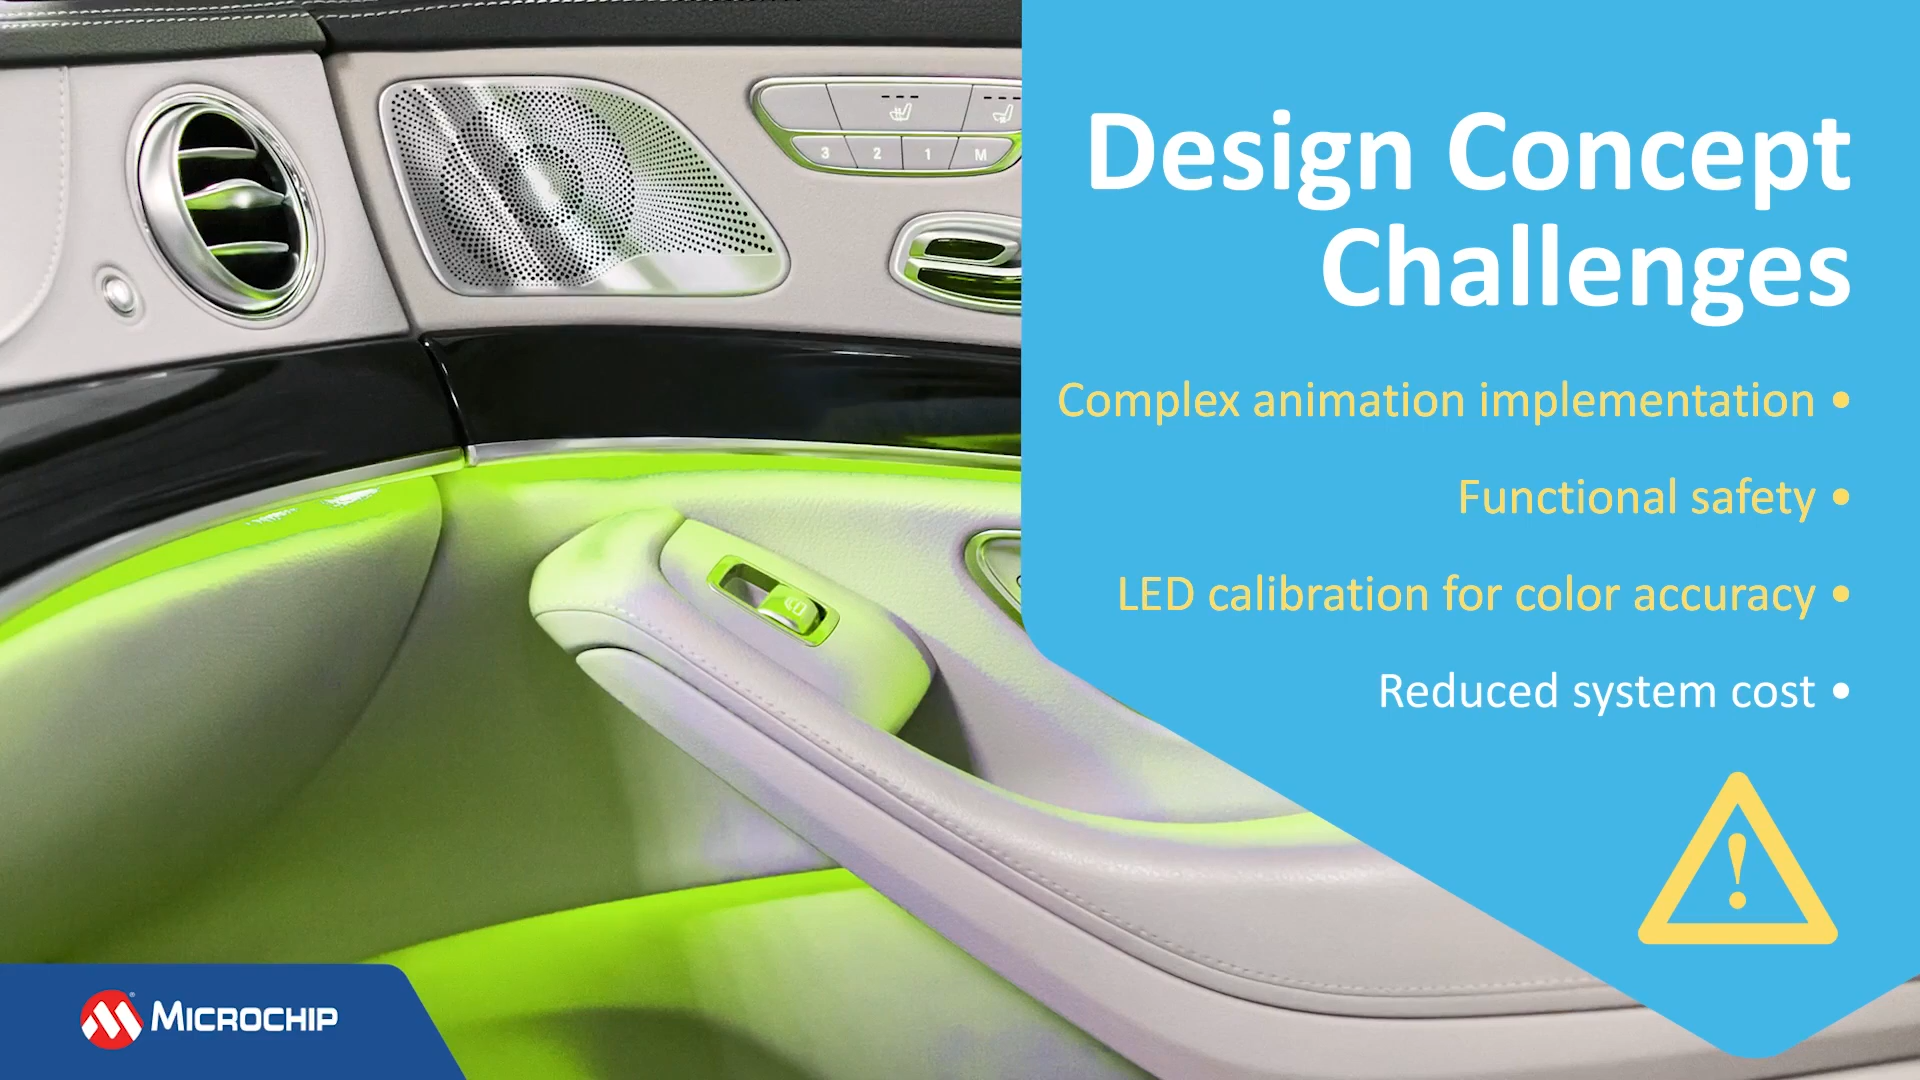 Design Concept
Challenges
Complex animation implementation •
Functional safety •
LED calibration for color accuracy •
Reduced system cost •
3 2 1 M
!
MICROCHIP